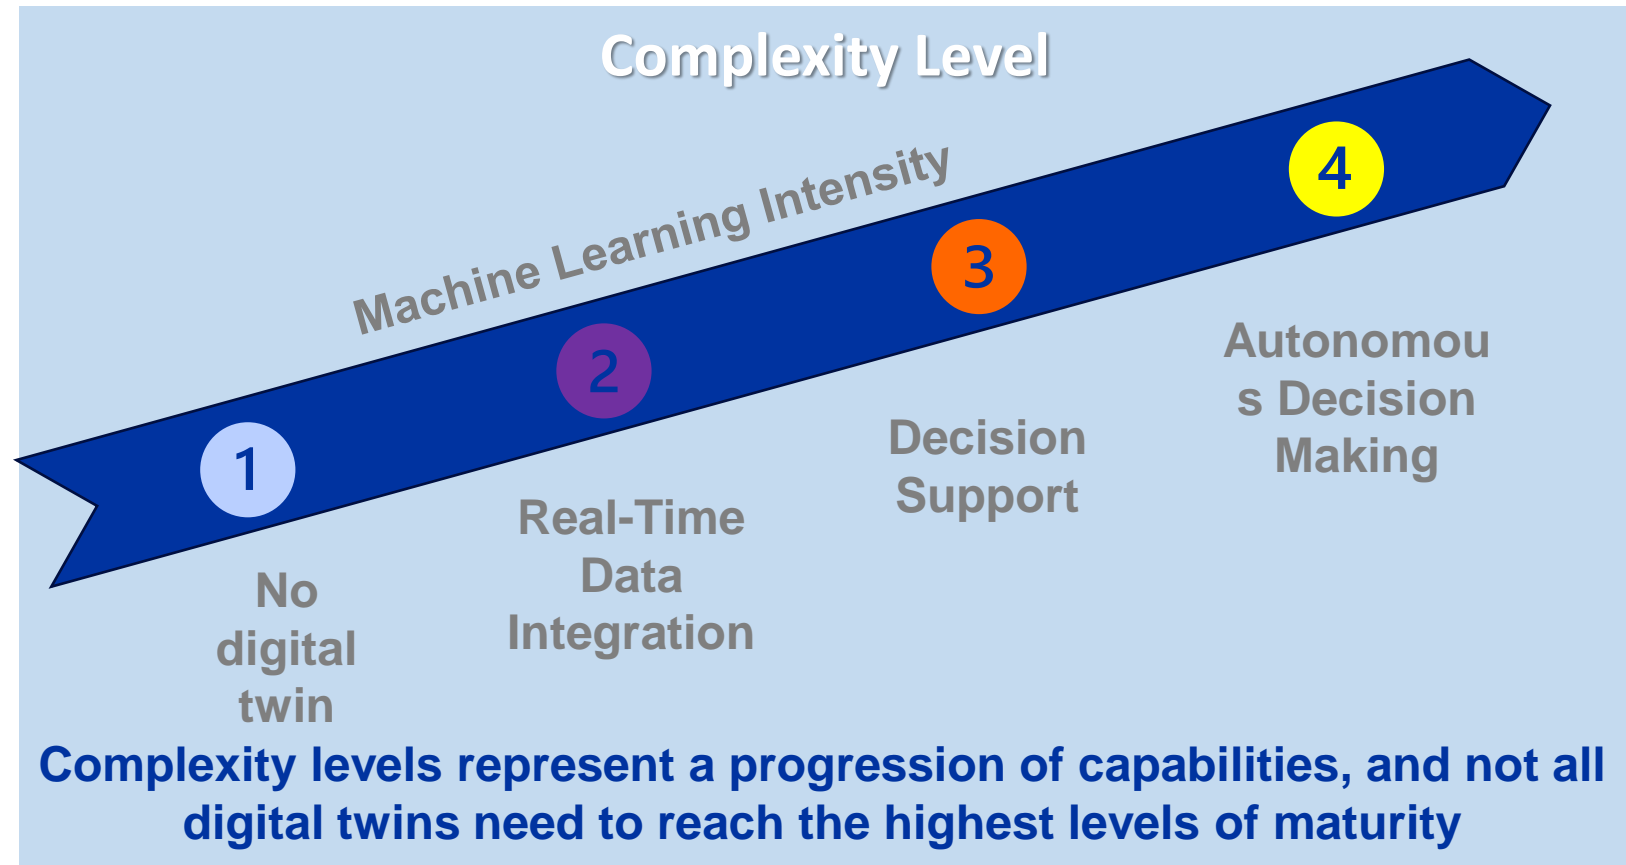 Complexity Level
Machine Learning Intensity
1
2
3
4
No
digital
twin
Real-Time
Data
Integration
Decision
Support
Autonomou
s Decision
Making
Complexity levels represent a progression of capabilities, and not all
digital twins need to reach the highest levels of maturity